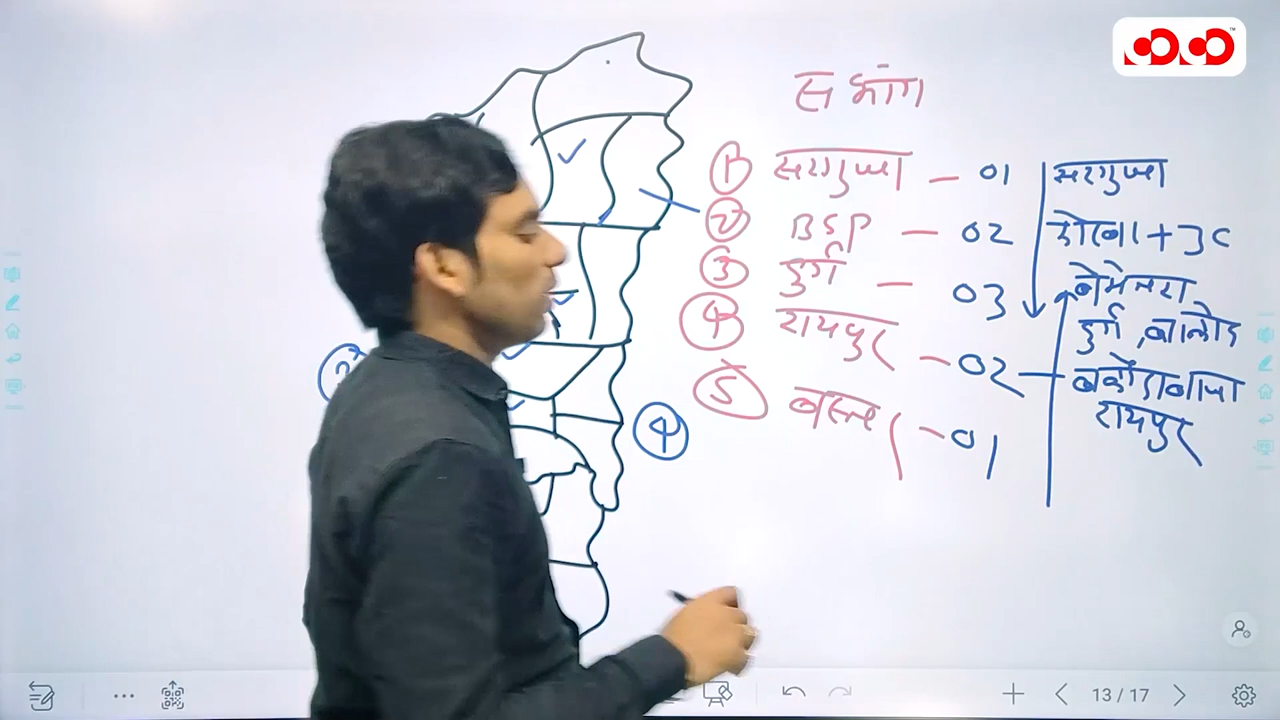 संभांग
① सरगुजा - 01 सरगुजा
② BSP - 02 कोरबा + JC
③ दुर्ग - 03 बेमेतरा
दुर्ग, बालोद
④ रायपुर - 02 बलौदाबाजा
रायपुर
⑤ बस्तर - 01
④
13 / 17